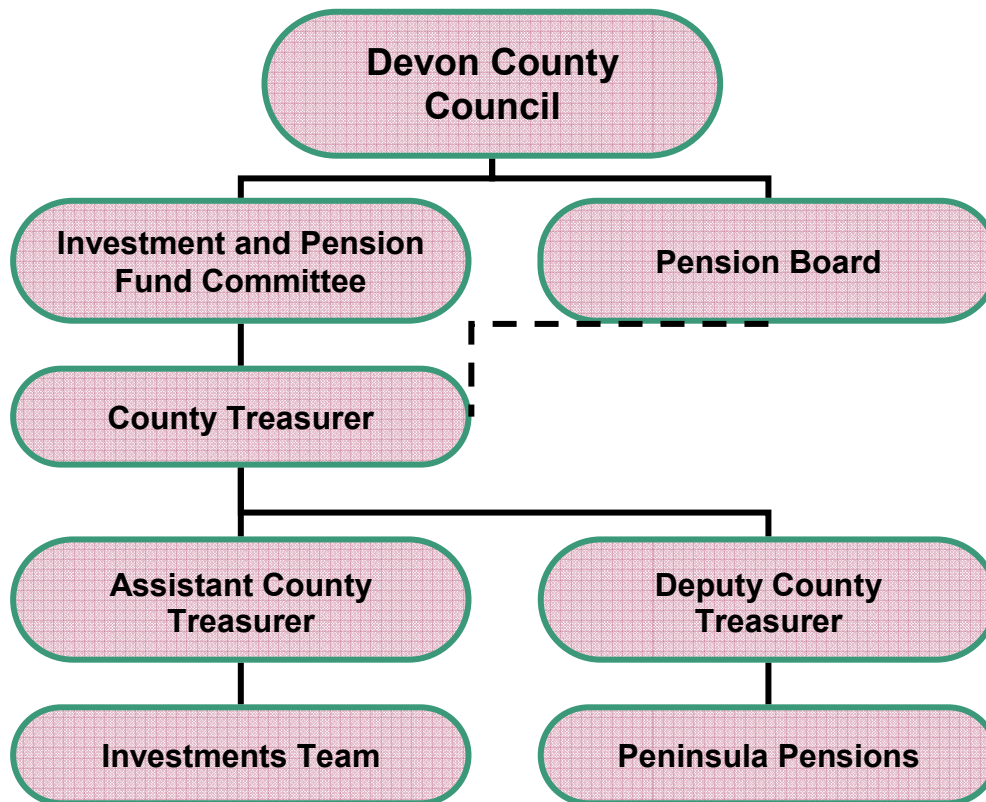 Devon County
Council
Investment and Pension
Fund Committee
Pension Board
County Treasurer
Assistant County
Treasurer
Deputy County
Treasurer
Investments Team
Peninsula Pensions